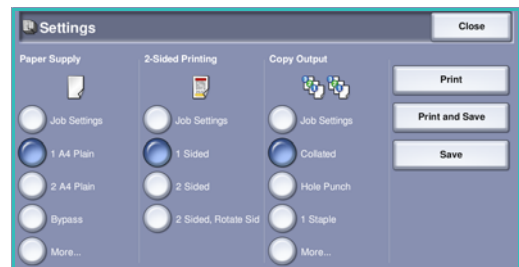 Settings
Close
Paper Supply
2-Sided Printing
Copy Output
Job Settings
1 A4 Plain
2 A4 Plain
Bypass
More...
Job Settings
1 Sided
2 Sided
2 Sided, Rotate Sid
Job Settings
Collated
Hole Punch
1 Staple
More...
Print
Print and Save
Save